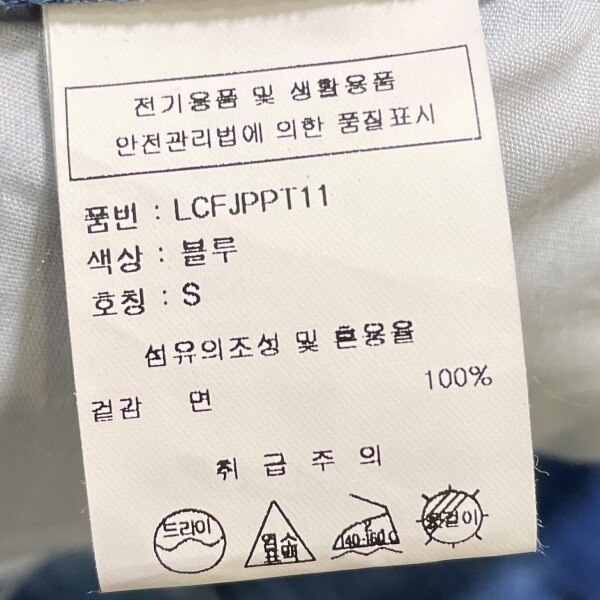 전기용품 및 생활용품
안전관리법에 의한 품질표시
품번 : LCFJPPT11
색상 : 블루
호칭 : S
섬유의조성 및 혼용율
겉감 면 100%
취 급 주 의
드라이
염소
표백
140-160
옷걸이